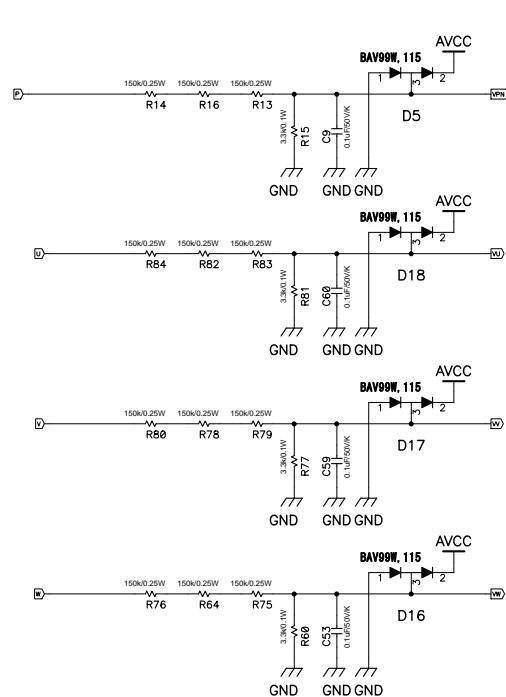 AVCC
BAV99W,115
1 3 2
150k/0.25W 150k/0.25W 150k/0.25W
P VPN
R14 R16 R13
D5
3.3k/0.1W R15 C9 0.1uF/50V/K
GND GND GND
AVCC
BAV99W,115
1 3 2
150k/0.25W 150k/0.25W 150k/0.25W
U VU
R84 R82 R83
D18
3.3k/0.1W R81 C60 0.1uF/50V/K
GND GND GND
AVCC
BAV99W,115
1 3 2
150k/0.25W 150k/0.25W 150k/0.25W
V VV
R80 R78 R79
D17
3.3k/0.1W R77 C59 0.1uF/50V/K
GND GND GND
AVCC
BAV99W,115
1 3 2
150k/0.25W 150k/0.25W 150k/0.25W
W VW
R76 R64 R75
D16
3.3k/0.1W R60 C53 0.1uF/50V/K
GND GND GND